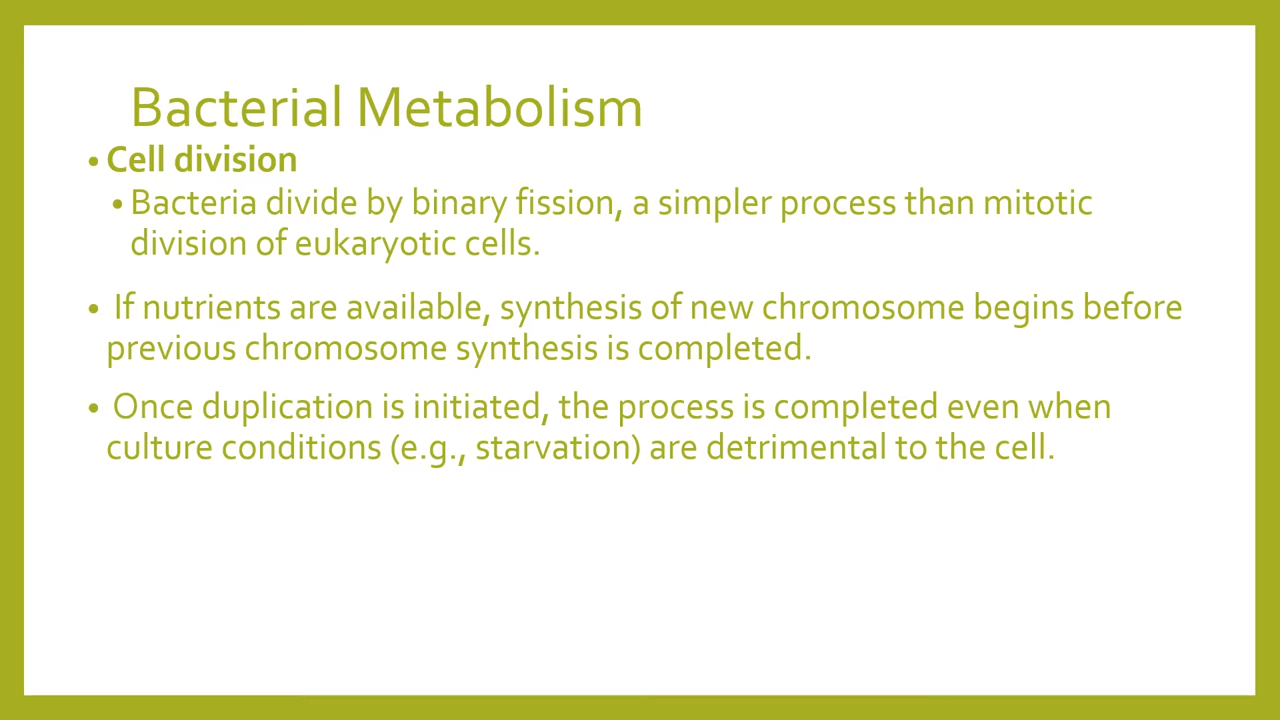 Bacterial Metabolism
• Cell division
• Bacteria divide by binary fission, a simpler process than mitotic
division of eukaryotic cells.
• If nutrients are available, synthesis of new chromosome begins before
previous chromosome synthesis is completed.
• Once duplication is initiated, the process is completed even when
culture conditions (e.g., starvation) are detrimental to the cell.